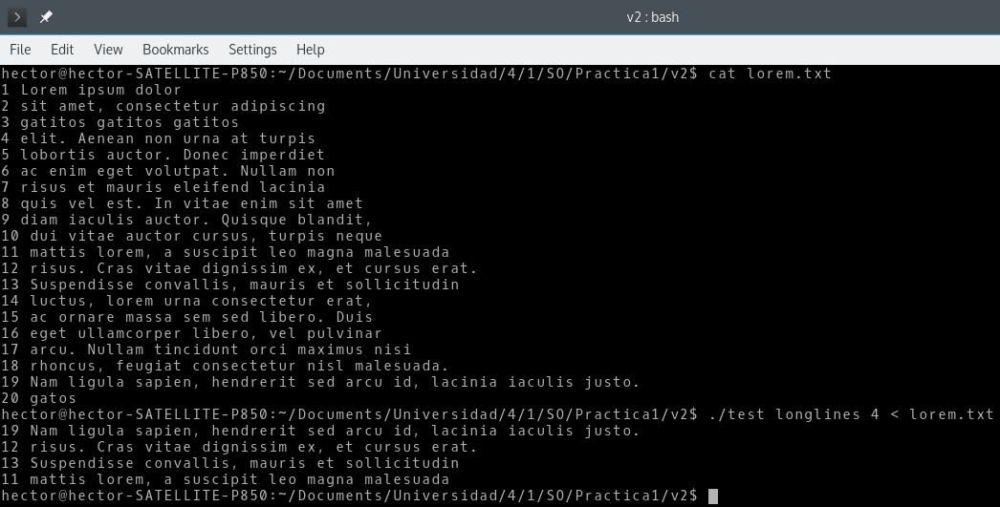 v2 : bash
File Edit View Bookmarks Settings Help
hector@hector-SATELLITE-P850:~/Documents/Universidad/4/1/SO/Practica1/v2$ cat lorem.txt
1 Lorem ipsum dolor
2 sit amet, consectetur adipiscing
3 gatitos gatitos gatitos
4 elit. Aenean non urna at turpis
5 lobortis auctor. Donec imperdiet
6 ac enim eget volutpat. Nullam non
7 risus et mauris eleifend lacinia
8 quis vel est. In vitae enim sit amet
9 diam iaculis auctor. Quisque blandit,
10 dui vitae auctor cursus, turpis neque
11 mattis lorem, a suscipit leo magna malesuada
12 risus. Cras vitae dignissim ex, et cursus erat.
13 Suspendisse convallis, mauris et sollicitudin
14 luctus, lorem urna consectetur erat,
15 ac ornare massa sem sed libero. Duis
16 eget ullamcorper libero, vel pulvinar
17 arcu. Nullam tincidunt orci maximus nisi
18 rhoncus, feugiat consectetur nisl malesuada.
19 Nam ligula sapien, hendrerit sed arcu id, lacinia iaculis justo.
20 gatos
hector@hector-SATELLITE-P850:~/Documents/Universidad/4/1/SO/Practica1/v2$ ./test longlines 4 < lorem.txt
19 Nam ligula sapien, hendrerit sed arcu id, lacinia iaculis justo.
12 risus. Cras vitae dignissim ex, et cursus erat.
13 Suspendisse convallis, mauris et sollicitudin
11 mattis lorem, a suscipit leo magna malesuada
hector@hector-SATELLITE-P850:~/Documents/Universidad/4/1/SO/Practica1/v2$